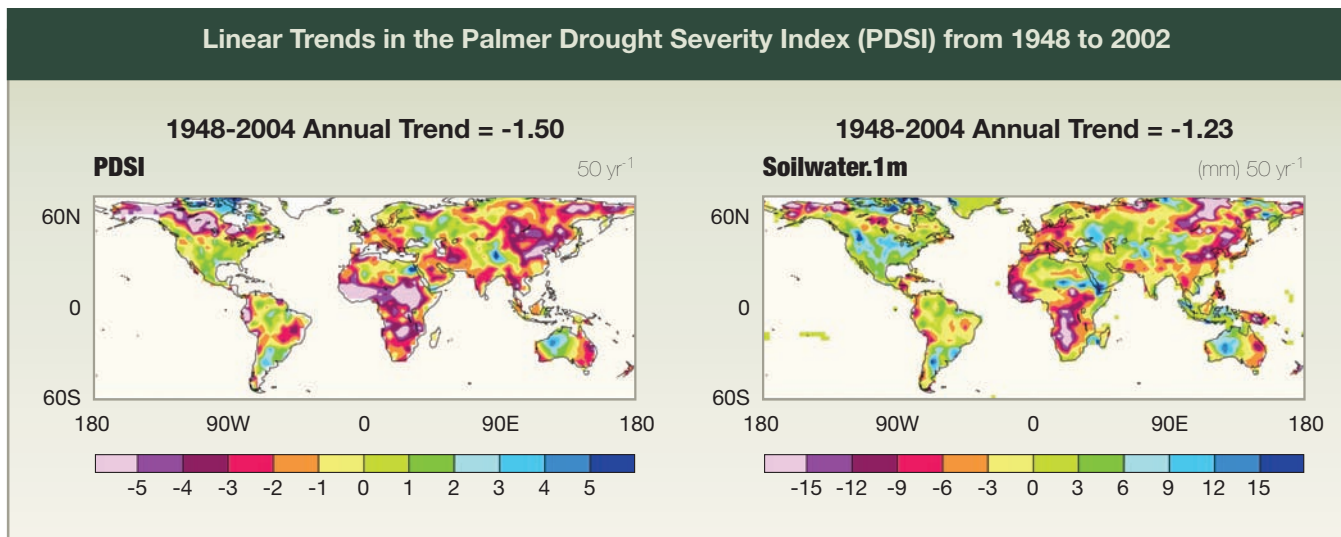 Linear Trends in the Palmer Drought Severity Index (PDSI) from 1948 to 2002
1948-2004 Annual Trend = -1.50
PDSI
50 yr-1
60N
0
60S
180 90W 0 90E 180
-5 -4 -3 -2 -1 0 1 2 3 4 5
1948-2004 Annual Trend = -1.23
Soilwater.1m
(mm) 50 yr-1
60N
0
60S
180 90W 0 90E 180
-15 -12 -9 -6 -3 0 3 6 9 12 15